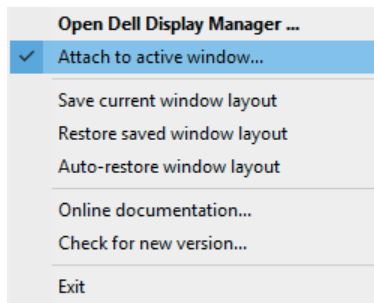 Open Dell Display Manager ...
Attach to active window...
Save current window layout
Restore saved window layout
Auto-restore window layout
Online documentation...
Check for new version...
Exit